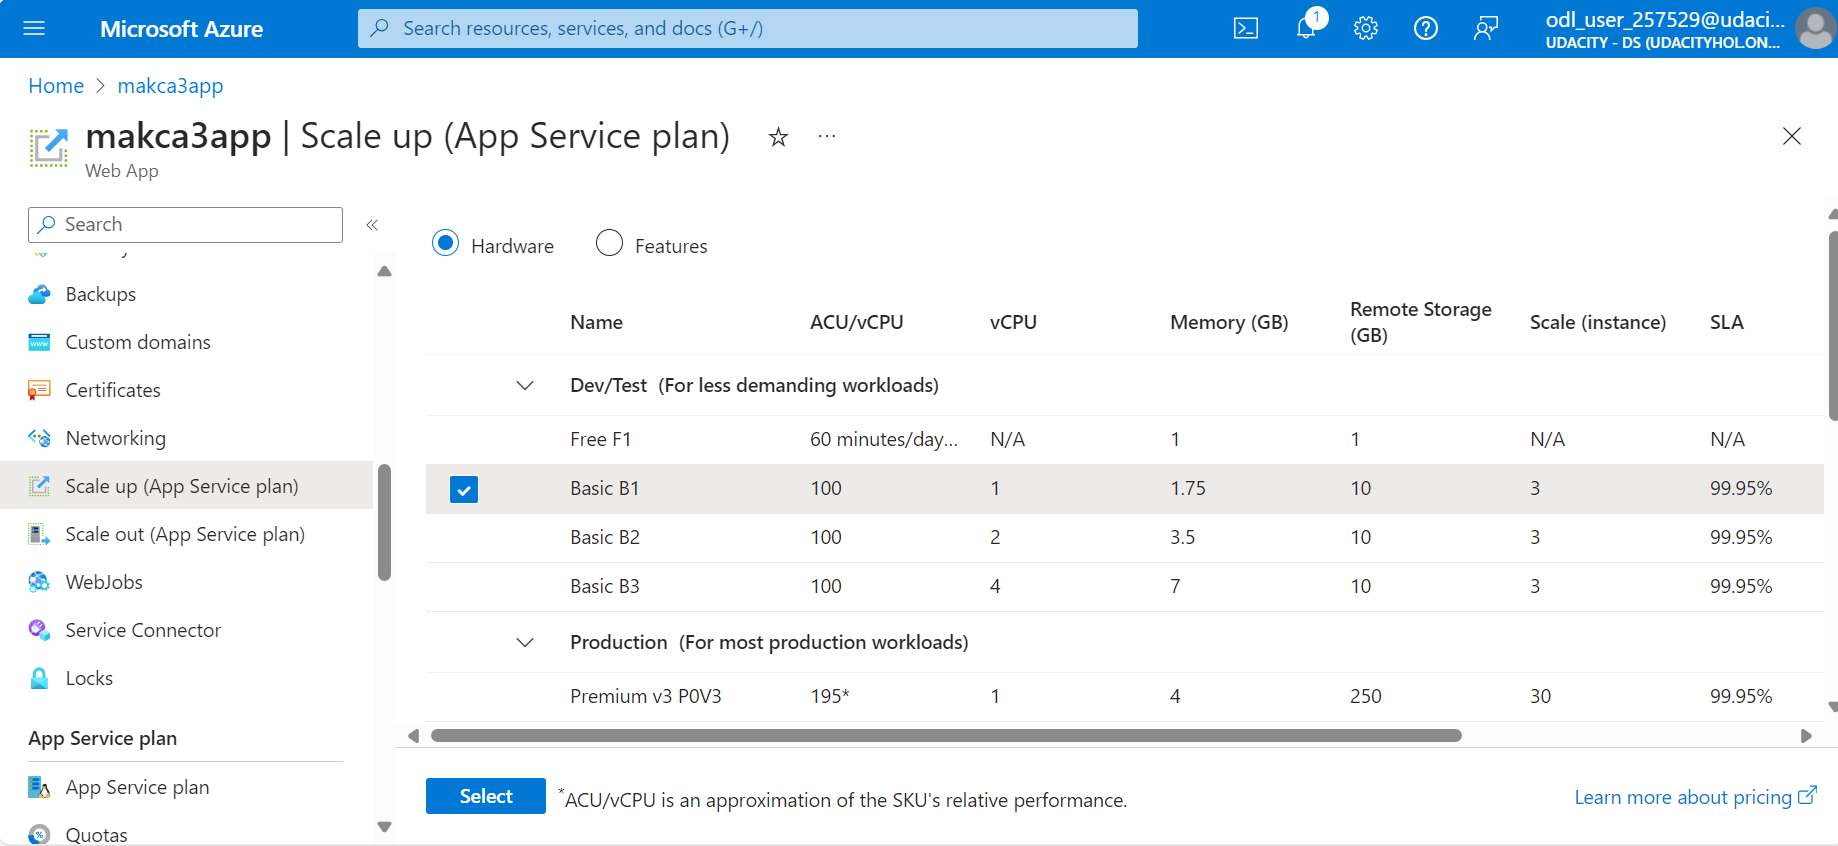 Microsoft Azure
Search resources, services, and docs (G+/)
1
odl_user_257529@udaci...
UDACITY - DS (UDACITYHOL.ON...
Home > makca3app
makca3app | Scale up (App Service plan)
...
Web App
Search
«
Backups
Custom domains
Certificates
Networking
Scale up (App Service plan)
Scale out (App Service plan)
WebJobs
Service Connector
Locks
App Service plan
App Service plan
Quotas
Hardware Features
Name ACU/vCPU vCPU Memory (GB) Remote Storage (GB) Scale (instance) SLA
Dev/Test (For less demanding workloads)
Free F1 60 minutes/day... N/A 1 1 N/A N/A
Basic B1 100 1 1.75 10 3 99.95%
Basic B2 100 2 3.5 10 3 99.95%
Basic B3 100 4 7 10 3 99.95%
Production (For most production workloads)
Premium v3 P0V3 195* 1 4 250 30 99.95%
Select
*ACU/vCPU is an approximation of the SKU's relative performance.
Learn more about pricing